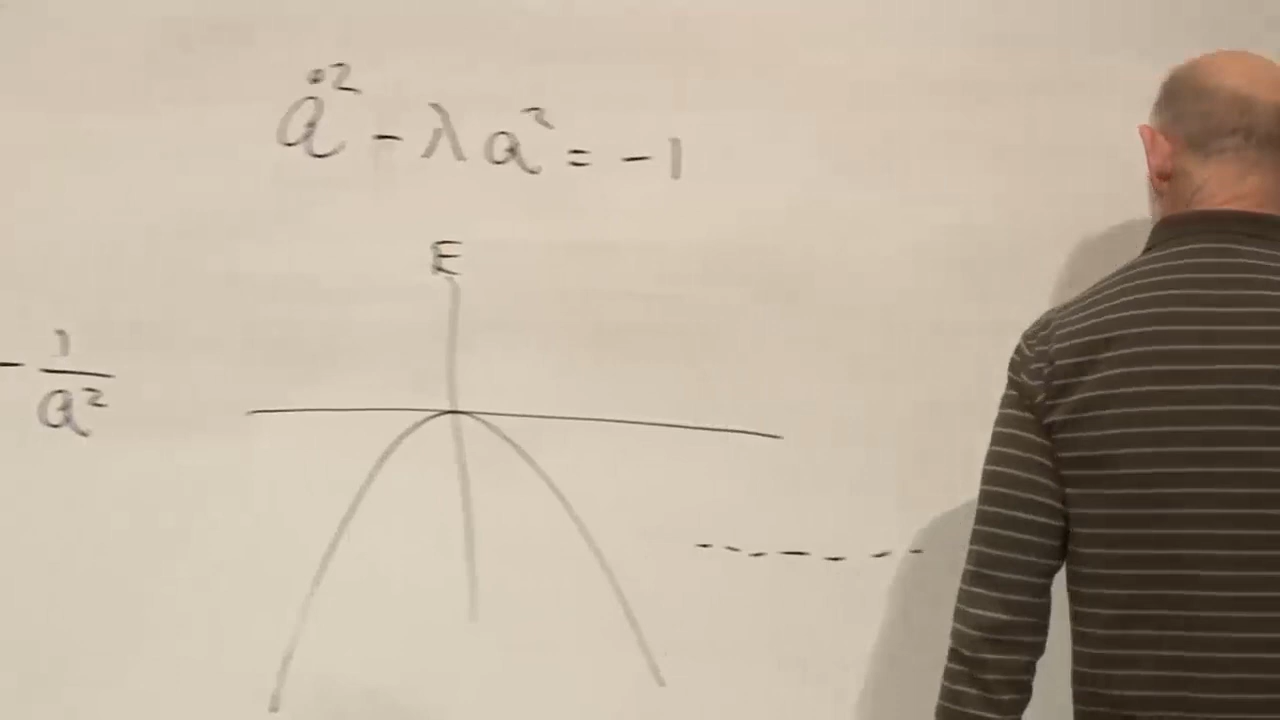 ȧ² - λa² = -1
E
- 1/a²